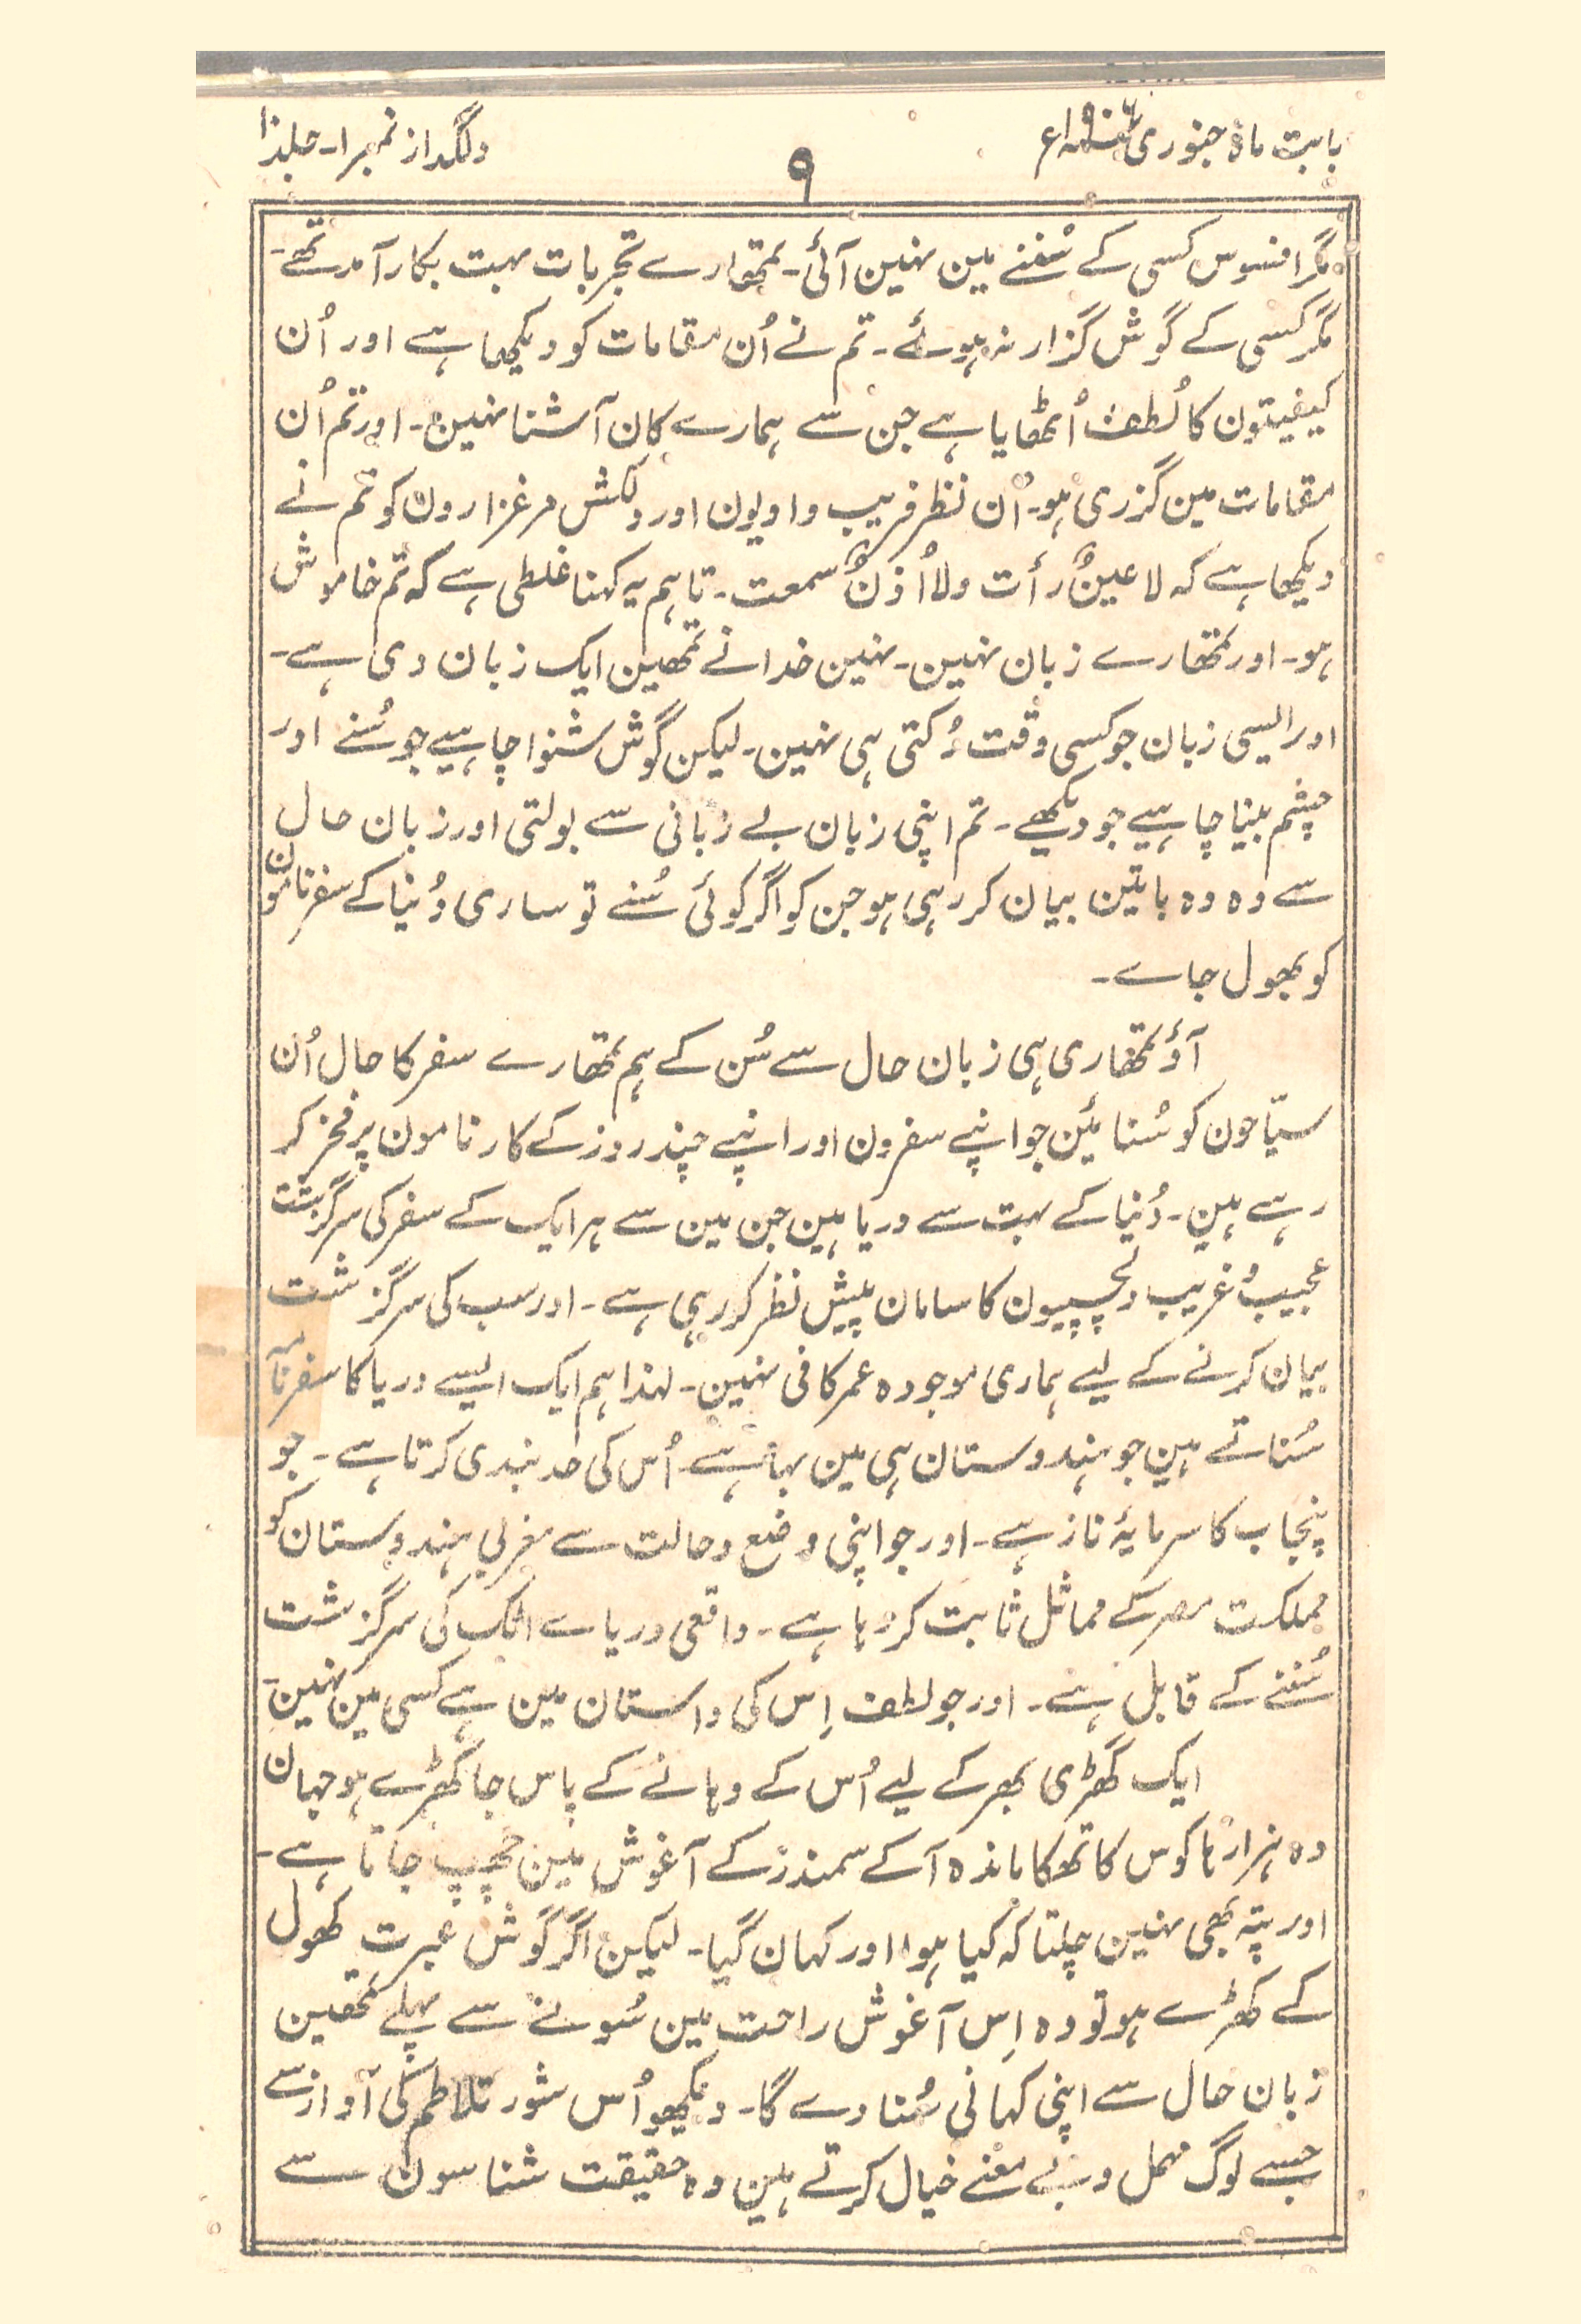 بابت ماہ جنوری ۱۹۰۶ء
۹
دلگداز نمبر۱۔ جلد۱۰
مگر افسوس کسی کے سُننے مین نہین آئی۔ تمھارے تجربات بہت بکار آمد تھے۔
مگر کسی کے گوش گزار نہ ہوئے۔ تم نے اُن مقامات کو دیکھا ہے اور اُن
کیفیتون کا لُطف اُٹھایا ہے جن سے ہمارے کان آشنا نہین۔ اور تم اُن
مقامات مین گزری ہو۔ اُن نظر فریب وادیون اور دلکش مرغزارون کو تم نے
دیکھا ہے کہ لا عینٌ رأت ولا اُذنٌ سمعت۔ تاہم یہ کہنا غلطی ہے کہ تم خاموش
ہو۔ اور تمھارے زبان نہین۔ نہین خدا نے تمھین ایک زبان دی ہے۔
اور ایسی زبان جو کسی وقت رُکتی ہی نہین۔ لیکن گوش شنوا چاہیے جو سُنے اور
چشم بینا چاہیے جو دیکھے۔ تم اپنی زبان بے زبانی سے بولتی اور زبان حال
سے وہ وہ باتین بیان کر رہی ہو جن کو اگر کوئی سُنے تو ساری دُنیا کے سفرنامون
کو بھول جاے۔
آؤ تمھاری ہی زبان حال سے سُن کے ہم تمھارے سفر کا حال اُن
سیّاحون کو سُنائین جو اپنے سفرون اور اپنے چند روز کے کارنامون پر فخر کر
رہے ہین۔ دُنیا کے بہت سے دریا ہین جن مین سے ہر ایک کے سفر کی سرگزشت
عجیب و غریب دلچسپیون کا سامان پیش نظر کر رہی ہے۔ اور سب کی سرگزشت
بیان کرنے کے لیے ہماری موجودہ عمر کافی نہین۔ لہٰذا ہم ایک ایسے دریا کا سفرنامہ
سُناتے ہین جو ہندوستان ہی مین بہتا ہے۔ اُس کی حد بندی کرتا ہے۔ جو
پنجاب کا سرمایۂ ناز ہے۔ اور جو اپنی وضع و حالت سے مغربی ہندوستان کو
مملکت مصر کے مماثل ثابت کر رہا ہے۔ واقعی دریاے اٹک کی سرگزشت
سُننے کے قابل ہے۔ اور جو لطف اِس کی داستان مین ہے کسی مین نہین۔
ایک گھڑی بھر کے لیے اُس کے دہانے کے پاس جا کھڑے ہو جہان
وہ ہزارہا کوس کا تھکا ماندہ آ کے سمندر کے آغوش مین چھپ جاتا ہے۔
اور پتہ بھی نہین چلتا کہ کیا ہوا اور کہان گیا۔ لیکن اگر گوش عبرت کھول
کے کھڑے ہو تو وہ اِس آغوش راحت مین سُونے سے پہلے تمھین
زبان حال سے اپنی کہانی سُنا دے گا۔ دیکھو اُس شور تلاطم کی آواز سے
جسے لوگ مہمل و بے معنے خیال کرتے ہین وہ حقیقت شناسون سے